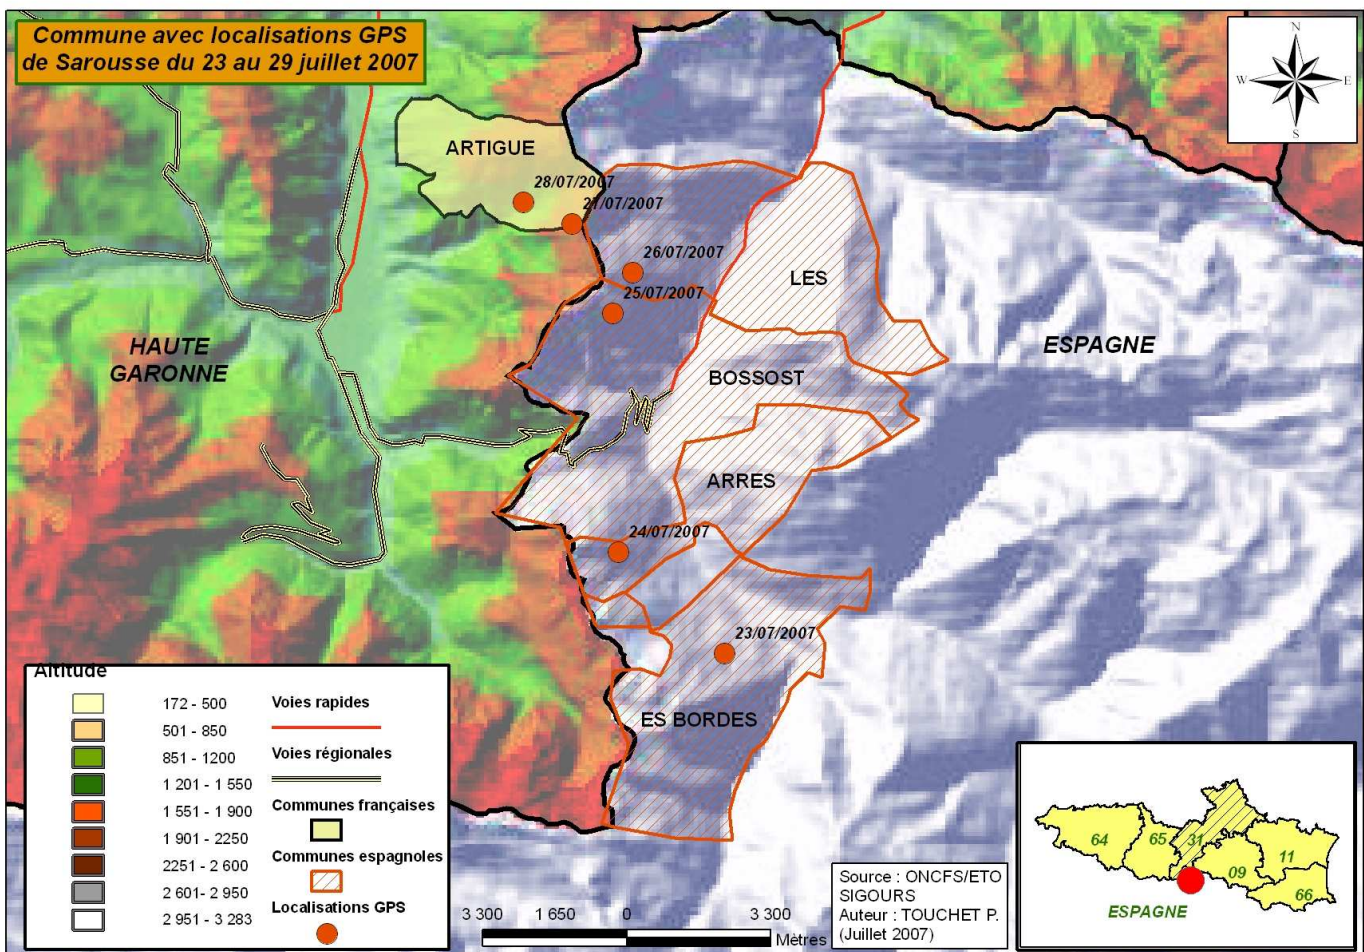 Commune avec localisations GPS
de Sarousse du 23 au 29 juillet 2007
N
W
E
S
ARTIGUE
28/07/2007
27/07/2007
26/07/2007
25/07/2007
LES
HAUTE
GARONNE
ESPAGNE
BOSSOST
ARRES
24/07/2007
23/07/2007
ES BORDES
Altitude
172 - 500
501 - 850
851 - 1200
1 201 - 1 550
1 551 - 1 900
1 901 - 2250
2251 - 2 600
2 601- 2 950
2 951 - 3 283
Voies rapides
Voies régionales
Communes françaises
Communes espagnoles
Localisations GPS
3 300
1 650
0
3 300
Mètres
Source : ONCFS/ETO
SIGOURS
Auteur : TOUCHET P.
(Juillet 2007)
64
65
31
09
11
66
ESPAGNE